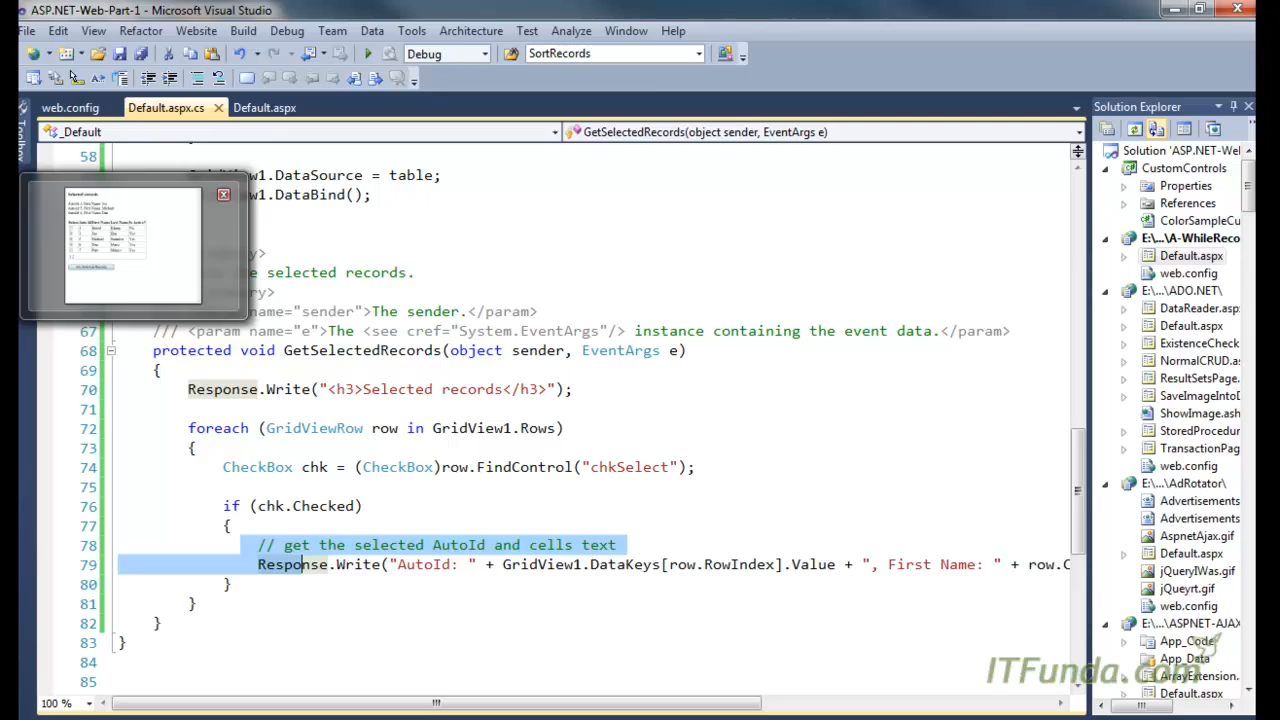 ASP.NET-Web-Part-1 - Microsoft Visual Studio
File Edit View Refactor Website Build Debug Team Data Tools Architecture Test Analyze Window Help
Debug SortRecords
web.config Default.aspx.cs Default.aspx
_Default GetSelectedRecords(object sender, EventArgs e)
58
GridView1.DataSource = table;
w1.DataBind();
selected records.
name="sender">The sender.</param>
67 /// <param name="e">The <see cref="System.EventArgs"/> instance containing the event data.</param>
68 protected void GetSelectedRecords(object sender, EventArgs e)
69 {
70 Response.Write("<h3>Selected records</h3>");
71
72 foreach (GridViewRow row in GridView1.Rows)
73 {
74 CheckBox chk = (CheckBox)row.FindControl("chkSelect");
75
76 if (chk.Checked)
77 {
78 // get the selected AutoId and cells text
79 Response.Write("AutoId: " + GridView1.DataKeys[row.RowIndex].Value + ", First Name: " + row.C
80 }
81 }
82 }
83 }
84
85
100 %
Toolbox
Solution Explorer
Solution 'ASP.NET-We
CustomControls
Properties
References
ColorSampleCu
E:\...\A-WhileReco
Default.aspx
web.config
E:\...\ADO.NET\
DataReader.asp
Default.aspx
ExistenceCheck
NormalCRUD.as
ResultSetsPage.
SaveImageIntoD
ShowImage.ash
StoredProcedur
TransactionPag
web.config
E:\...\AdRotator\
Advertisements
Advertisements
AspnetAjax.gif
Default.aspx
jQueryIWas.gif
jQueyrt.gif
web.config
E:\...\ASPNET-AJAX
App_Code
App_Data
ArrayExtension.
Default.aspx
ITFunda.com